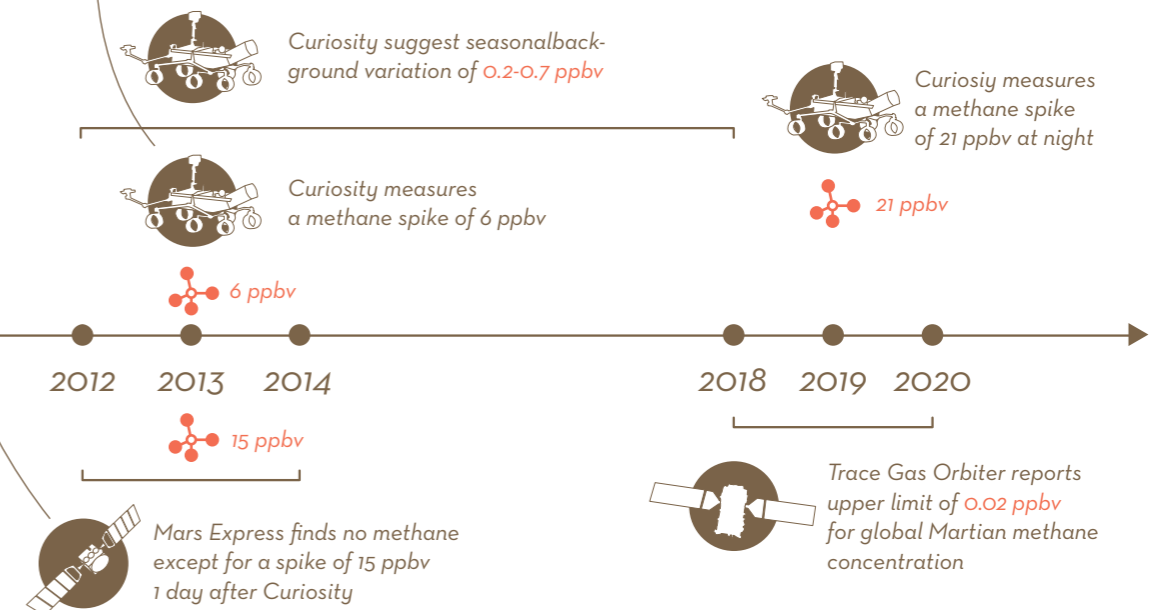 Curiosity suggest seasonalback-
ground variation of 0.2-0.7 ppbv
Curiosiy measures
a methane spike
of 21 ppbv at night
21 ppbv
Curiosity measures
a methane spike of 6 ppbv
6 ppbv
2012
2013
2014
2018
2019
2020
15 ppbv
Mars Express finds no methane
except for a spike of 15 ppbv
1 day after Curiosity
Trace Gas Orbiter reports
upper limit of 0.02 ppbv
for global Martian methane
concentration